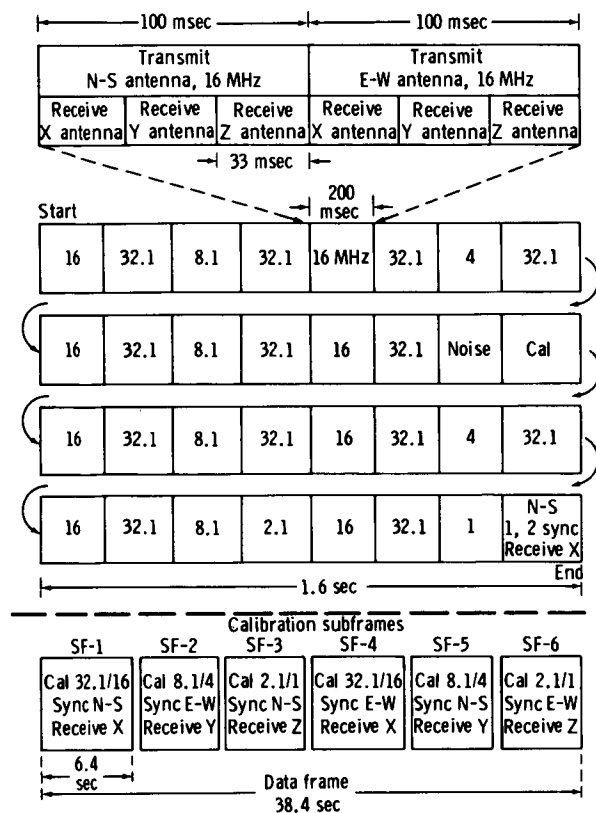 100 msec 100 msec
Transmit Transmit
N-S antenna, 16 MHz E-W antenna, 16 MHz
Receive Receive Receive Receive Receive Receive
X antenna Y antenna Z antenna X antenna Y antenna Z antenna
33 msec
200
msec
Start
16 32.1 8.1 32.1 16 MHz 32.1 4 32.1
16 32.1 8.1 32.1 16 32.1 Noise Cal
16 32.1 8.1 32.1 16 32.1 4 32.1
16 32.1 8.1 2.1 16 32.1 1 N-S
1, 2 sync
Receive X
End
1.6 sec
Calibration subframes
SF-1 SF-2 SF-3 SF-4 SF-5 SF-6
Cal 32.1/16 Cal 8.1/4 Cal 2.1/1 Cal 32.1/16 Cal 8.1/4 Cal 2.1/1
Sync N-S Sync E-W Sync N-S Sync E-W Sync N-S Sync E-W
Receive X Receive Y Receive Z Receive X Receive Y Receive Z
6.4
sec
Data frame
38.4 sec